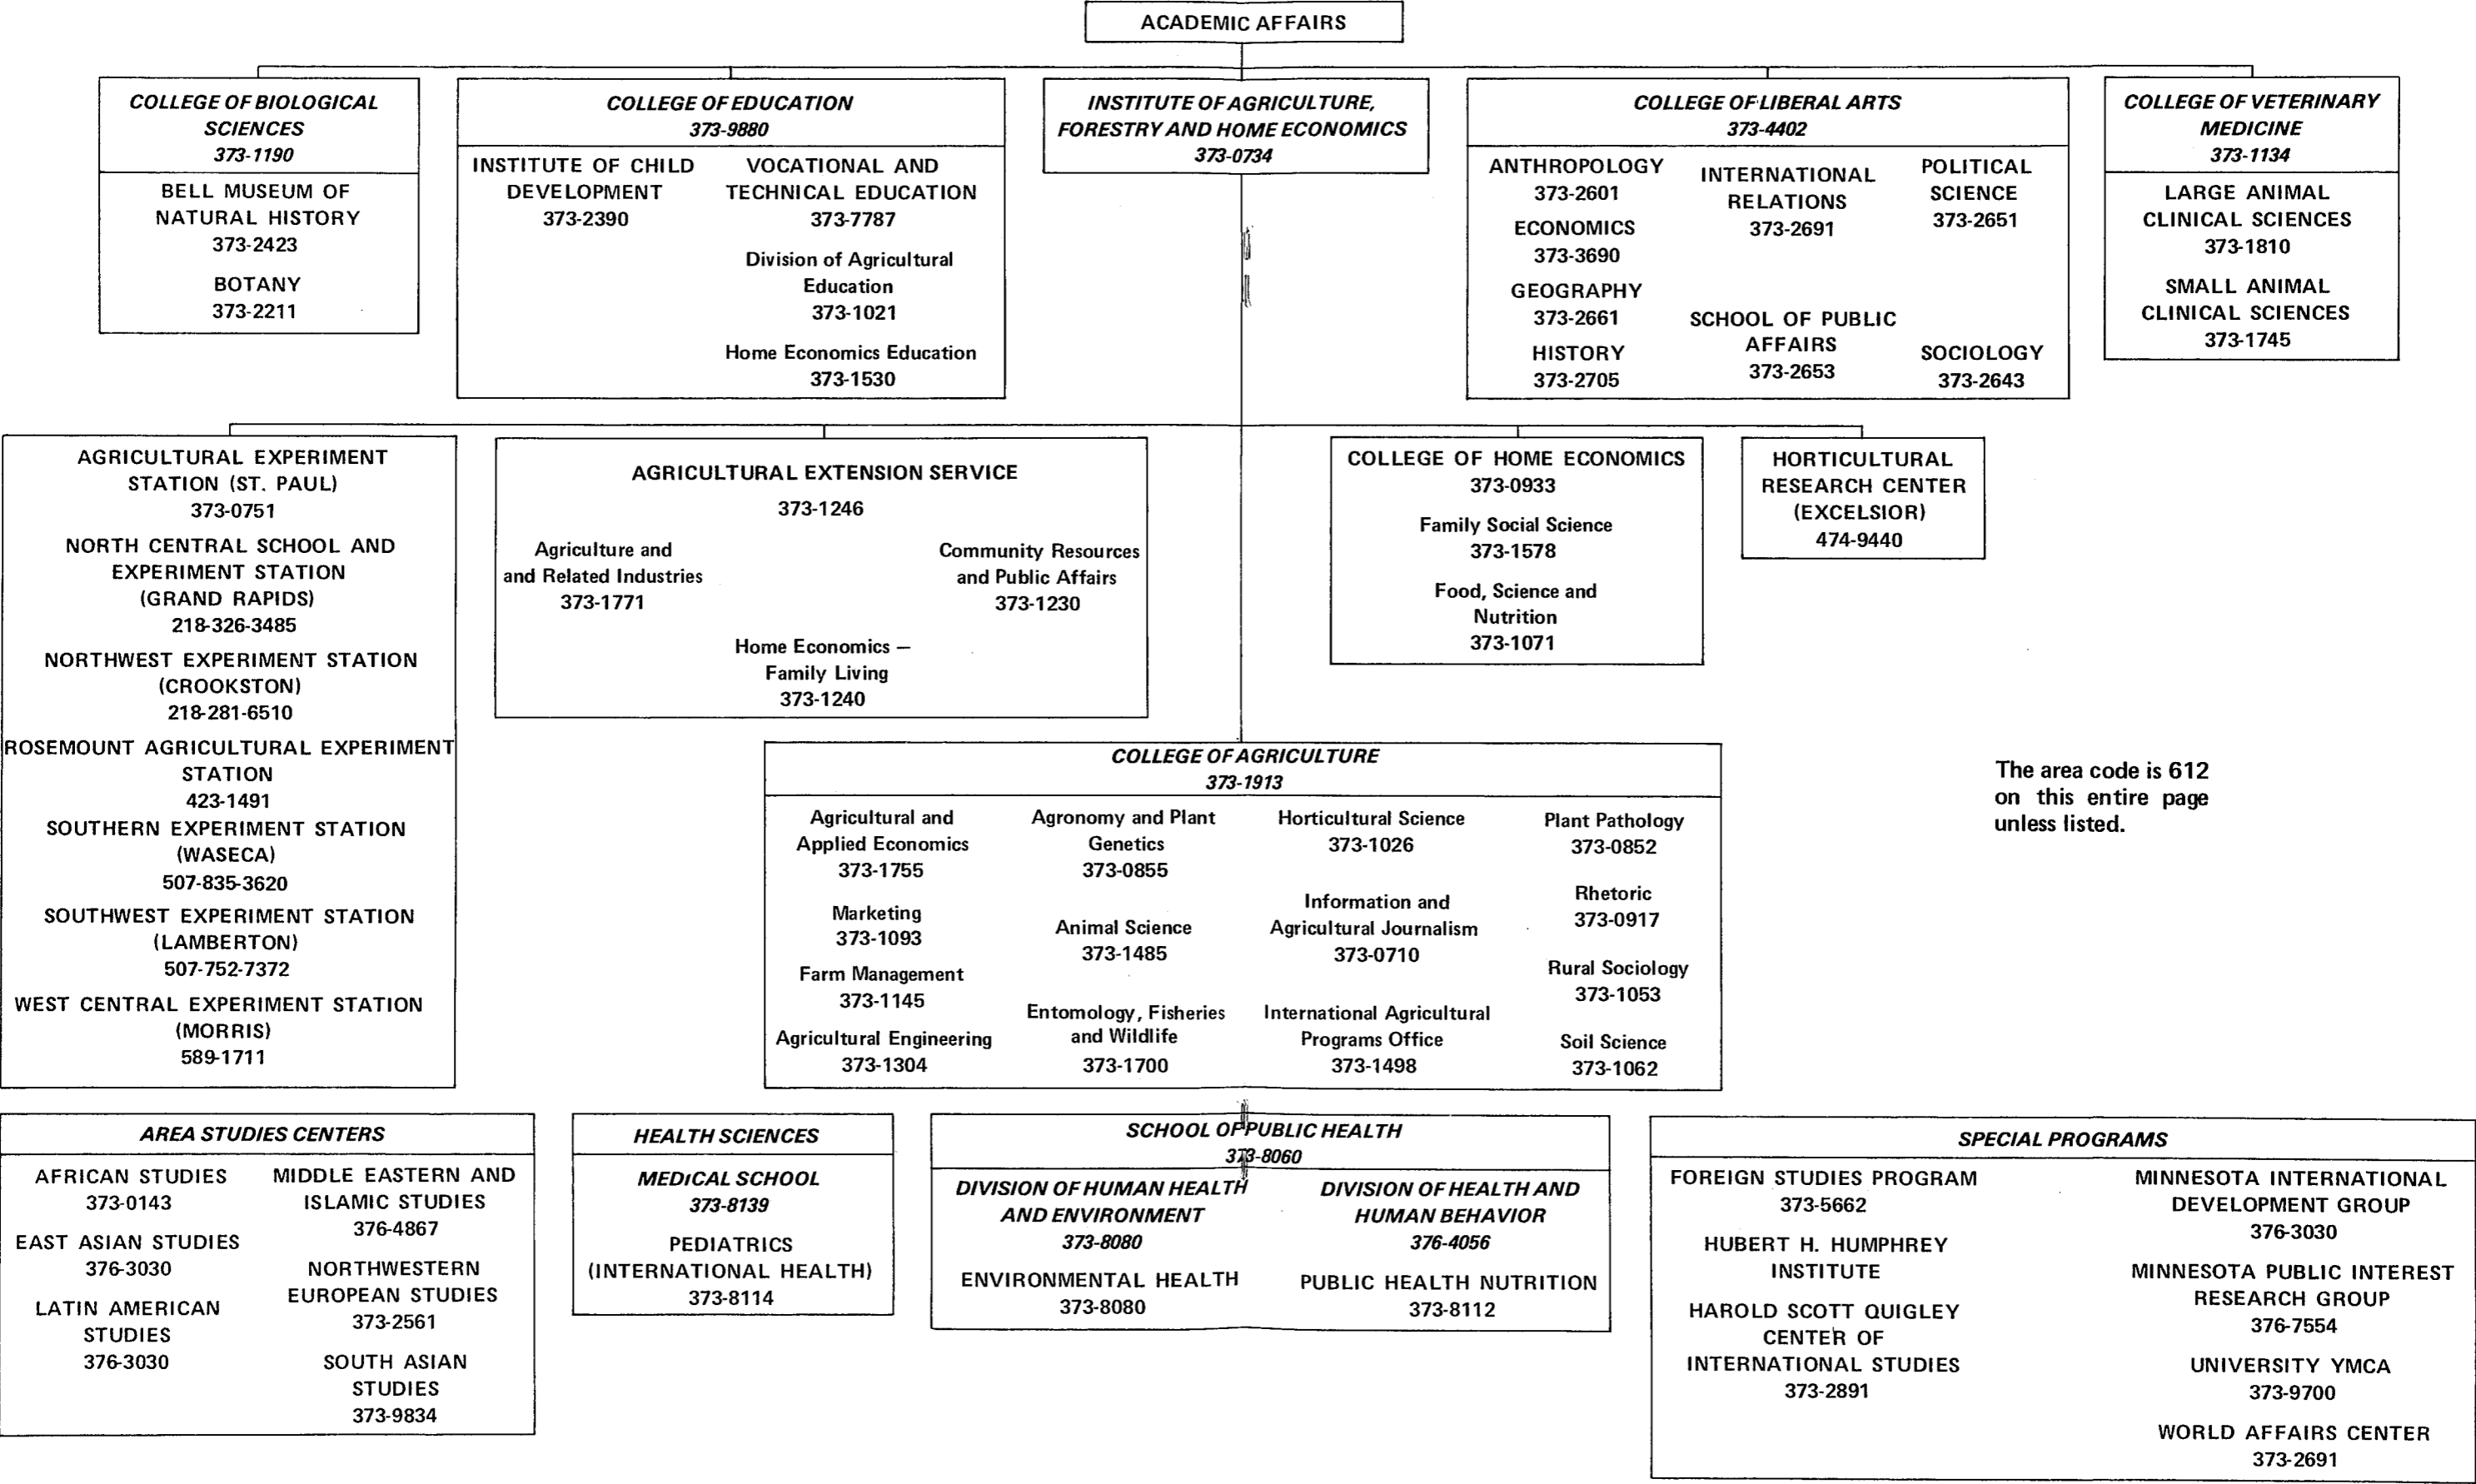 ACADEMIC AFFAIRS
COLLEGE OF BIOLOGICAL
SCIENCES
373-1190
BELL MUSEUM OF
NATURAL HISTORY
373-2423
BOTANY
373-2211
COLLEGE OF EDUCATION
373-9880
INSTITUTE OF CHILD
DEVELOPMENT
373-2390
VOCATIONAL AND
TECHNICAL EDUCATION
373-7787
Division of Agricultural
Education
373-1021
Home Economics Education
373-1530
INSTITUTE OF AGRICULTURE,
FORESTRY AND HOME ECONOMICS
373-0734
COLLEGE OF LIBERAL ARTS
373-4402
ANTHROPOLOGY
373-2601
ECONOMICS
373-3690
GEOGRAPHY
373-2661
HISTORY
373-2705
INTERNATIONAL
RELATIONS
373-2691
SCHOOL OF PUBLIC
AFFAIRS
373-2653
POLITICAL
SCIENCE
373-2651
SOCIOLOGY
373-2643
COLLEGE OF VETERINARY
MEDICINE
373-1134
LARGE ANIMAL
CLINICAL SCIENCES
373-1810
SMALL ANIMAL
CLINICAL SCIENCES
373-1745
AGRICULTURAL EXPERIMENT
STATION (ST. PAUL)
373-0751
NORTH CENTRAL SCHOOL AND
EXPERIMENT STATION
(GRAND RAPIDS)
218-326-3485
NORTHWEST EXPERIMENT STATION
(CROOKSTON)
218-281-6510
ROSEMOUNT AGRICULTURAL EXPERIMENT
STATION
423-1491
SOUTHERN EXPERIMENT STATION
(WASECA)
507-835-3620
SOUTHWEST EXPERIMENT STATION
(LAMBERTON)
507-752-7372
WEST CENTRAL EXPERIMENT STATION
(MORRIS)
589-1711
AGRICULTURAL EXTENSION SERVICE
373-1246
Agriculture and
and Related Industries
373-1771
Community Resources
and Public Affairs
373-1230
Home Economics —
Family Living
373-1240
COLLEGE OF HOME ECONOMICS
373-0933
Family Social Science
373-1578
Food, Science and
Nutrition
373-1071
HORTICULTURAL
RESEARCH CENTER
(EXCELSIOR)
474-9440
COLLEGE OF AGRICULTURE
373-1913
Agricultural and
Applied Economics
373-1755
Marketing
373-1093
Farm Management
373-1145
Agricultural Engineering
373-1304
Agronomy and Plant
Genetics
373-0855
Animal Science
373-1485
Entomology, Fisheries
and Wildlife
373-1700
Horticultural Science
373-1026
Information and
Agricultural Journalism
373-0710
International Agricultural
Programs Office
373-1498
Plant Pathology
373-0852
Rhetoric
373-0917
Rural Sociology
373-1053
Soil Science
373-1062
The area code is 612
on this entire page
unless listed.
AREA STUDIES CENTERS
AFRICAN STUDIES
373-0143
EAST ASIAN STUDIES
376-3030
LATIN AMERICAN
STUDIES
376-3030
MIDDLE EASTERN AND
ISLAMIC STUDIES
376-4867
NORTHWESTERN
EUROPEAN STUDIES
373-2561
SOUTH ASIAN
STUDIES
373-9834
HEALTH SCIENCES
MEDICAL SCHOOL
373-8139
PEDIATRICS
(INTERNATIONAL HEALTH)
373-8114
SCHOOL OF PUBLIC HEALTH
373-8060
DIVISION OF HUMAN HEALTH
AND ENVIRONMENT
373-8080
ENVIRONMENTAL HEALTH
373-8080
DIVISION OF HEALTH AND
HUMAN BEHAVIOR
376-4056
PUBLIC HEALTH NUTRITION
373-8112
SPECIAL PROGRAMS
FOREIGN STUDIES PROGRAM
373-5662
HUBERT H. HUMPHREY
INSTITUTE
HAROLD SCOTT QUIGLEY
CENTER OF
INTERNATIONAL STUDIES
373-2891
MINNESOTA INTERNATIONAL
DEVELOPMENT GROUP
376-3030
MINNESOTA PUBLIC INTEREST
RESEARCH GROUP
376-7554
UNIVERSITY YMCA
373-9700
WORLD AFFAIRS CENTER
373-2691